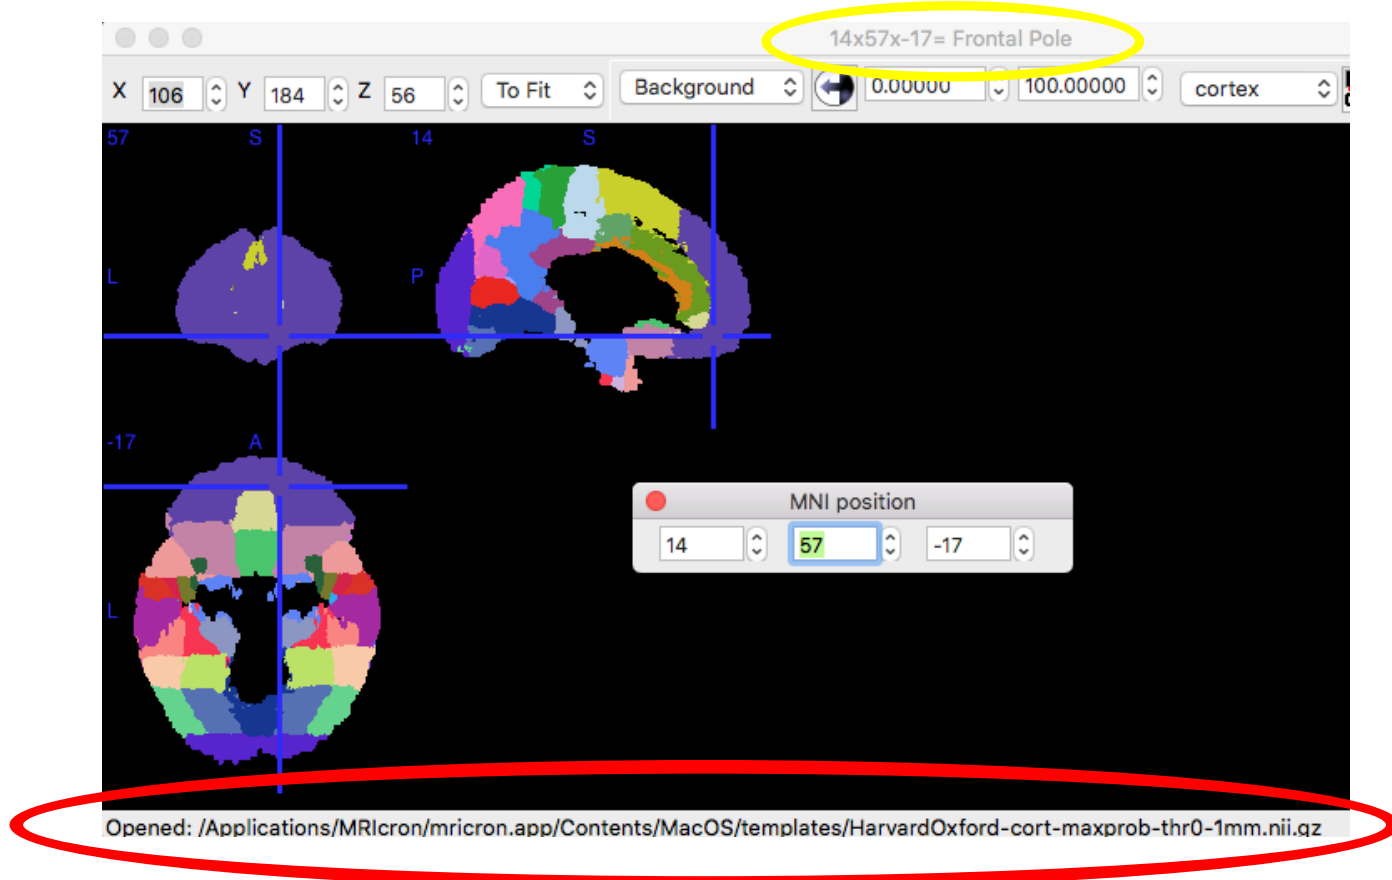 14x57x-17= Frontal Pole
X 106 Y 184 Z 56 To Fit Background 0.00000 100.00000 cortex
57 S 14 S
L P
-17 A
MNI position
14 57 -17
L
Opened: /Applications/MRIcron/mricron.app/Contents/MacOS/templates/HarvardOxford-cort-maxprob-thr0-1mm.nii.gz